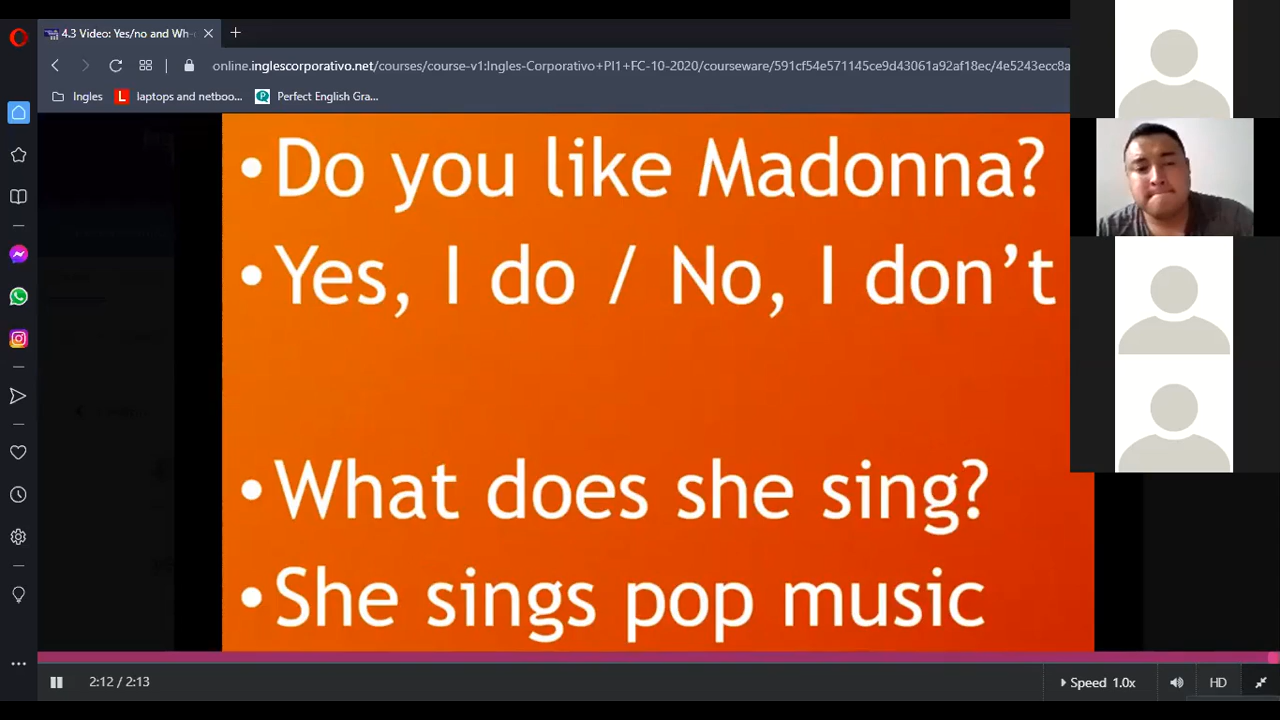 4.3 Video: Yes/no and Wh-
online.inglescorporativo.net/courses/course-v1:Ingles-Corporativo+PI1+FC-10-2020/courseware/591cf54e571145ce9d43061a92af18ec/4e5243ecc8a
Ingles
L laptops and netboo...
Perfect English Gra...
•Do you like Madonna?
•Yes, I do / No, I don’t
•What does she sing?
•She sings pop music
2:12 / 2:13
Speed 1.0x
HD